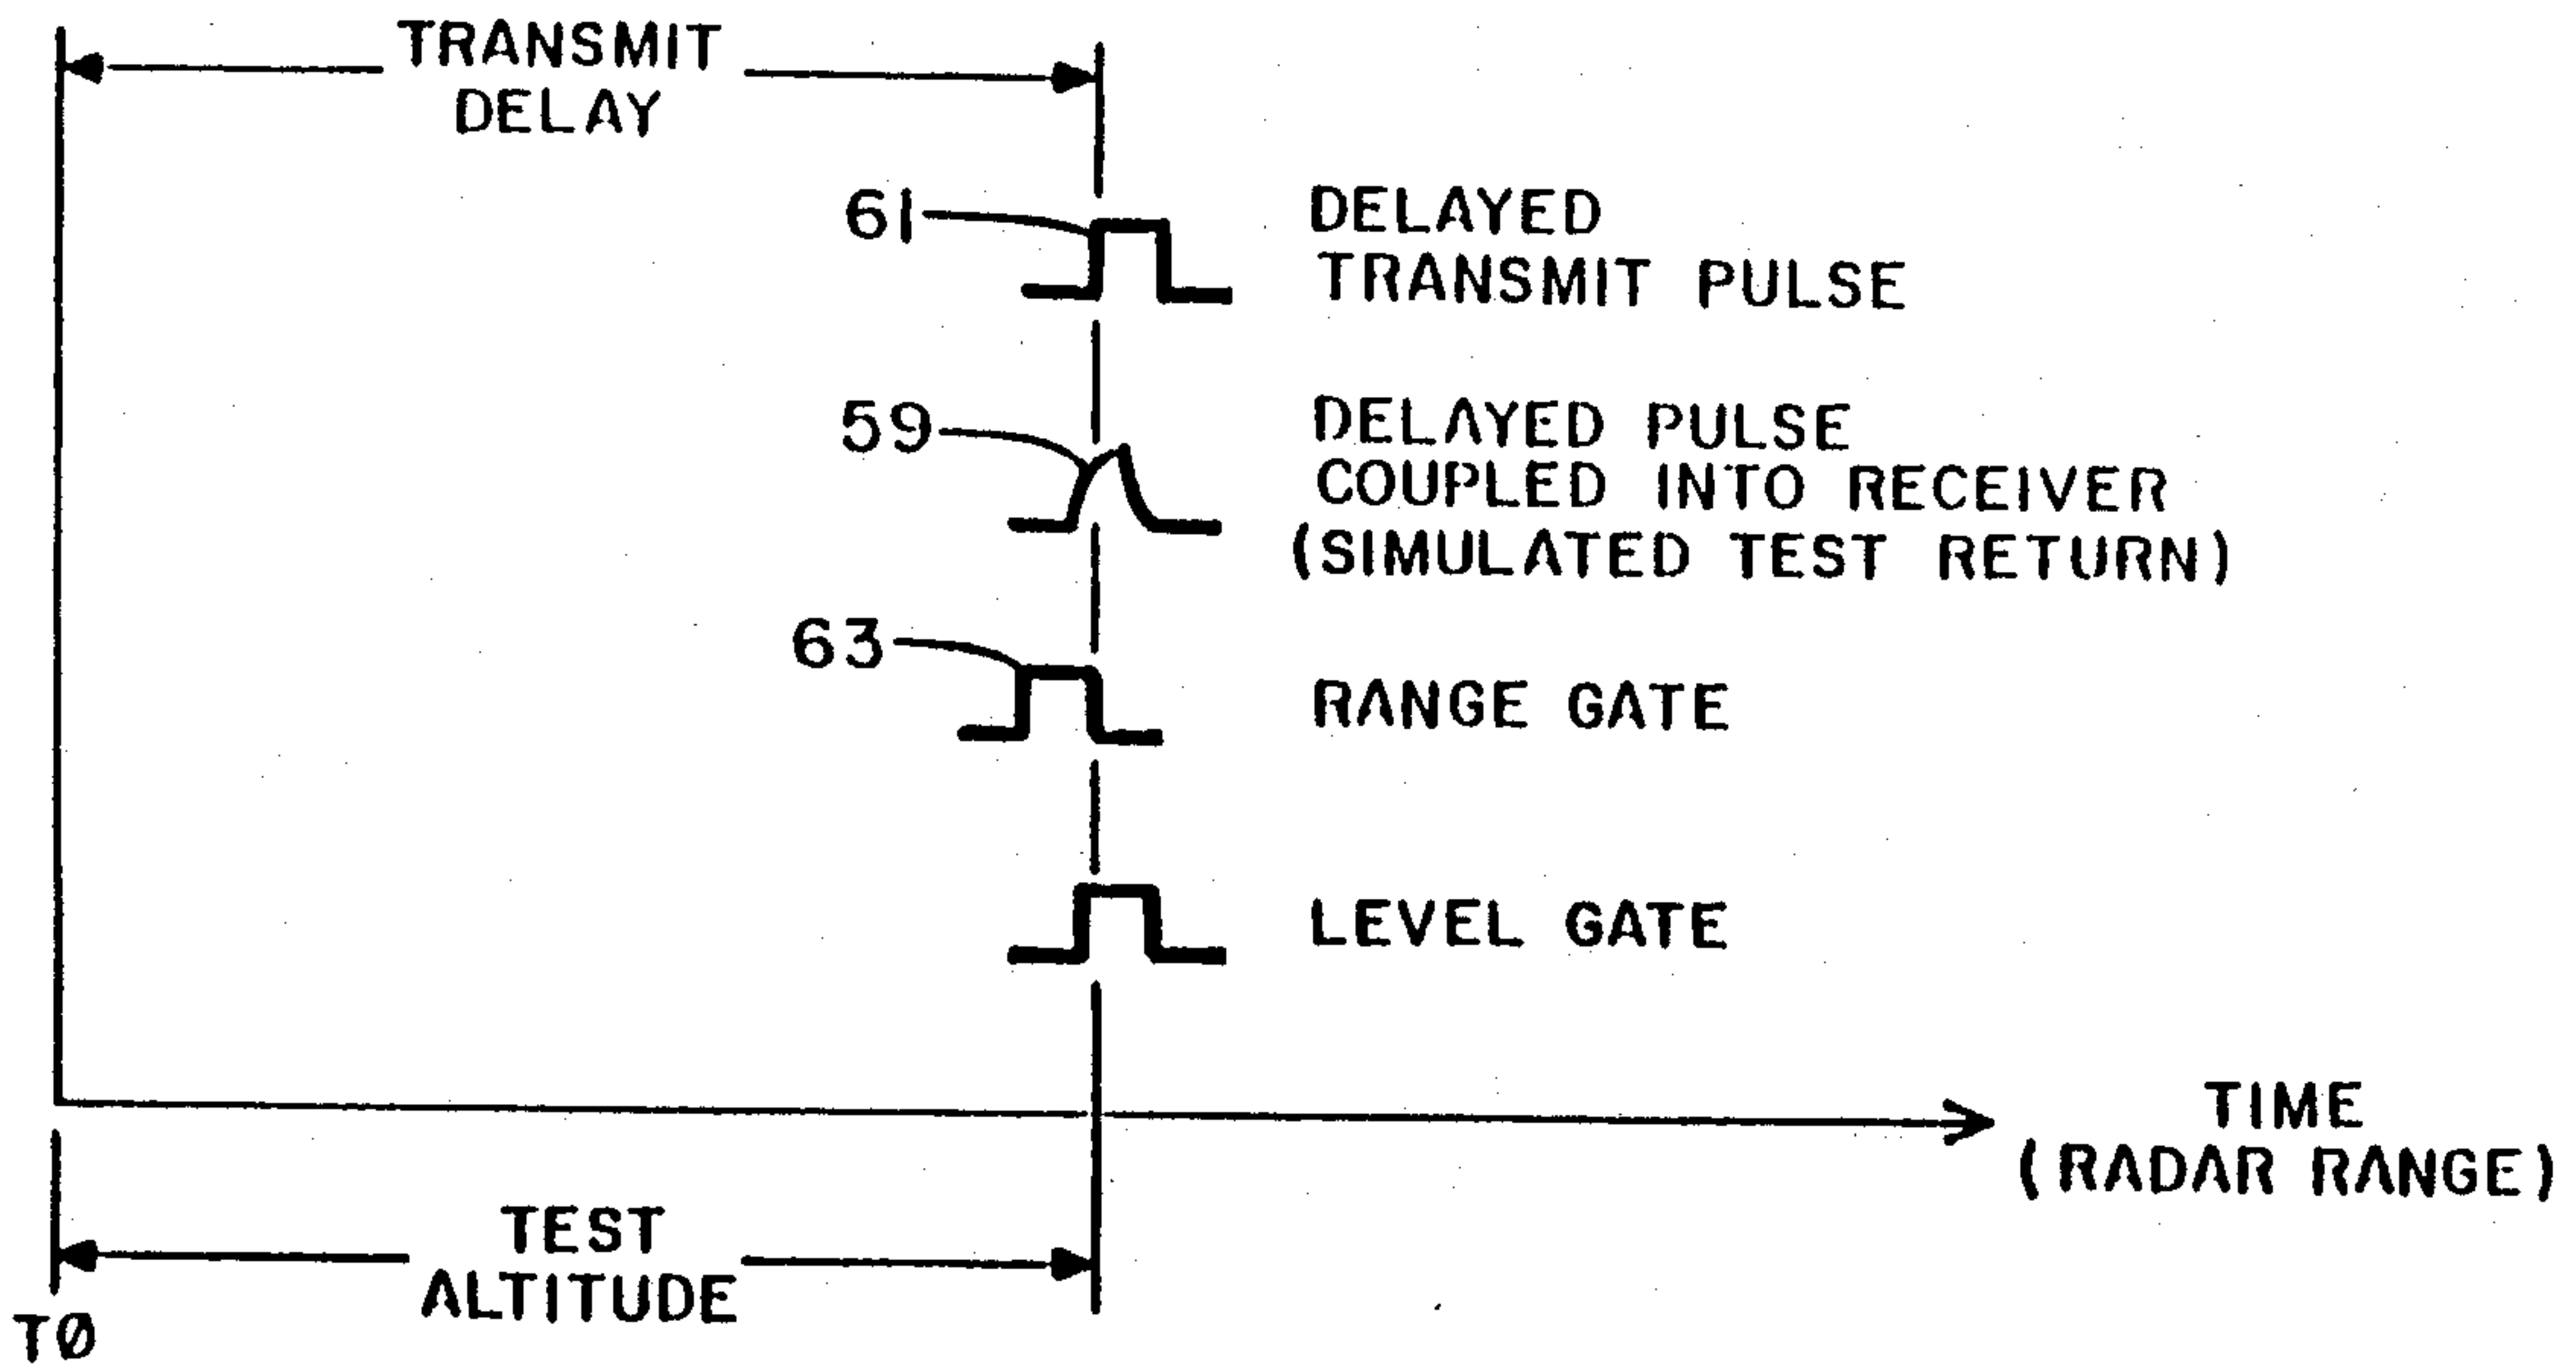 TRANSMIT
DELAY
61
DELAYED
TRANSMIT PULSE
59
DELAYED PULSE
COUPLED INTO RECEIVER
(SIMULATED TEST RETURN)
63
RANGE GATE
LEVEL GATE
TIME
(RADAR RANGE)
TEST
ALTITUDE
TØ